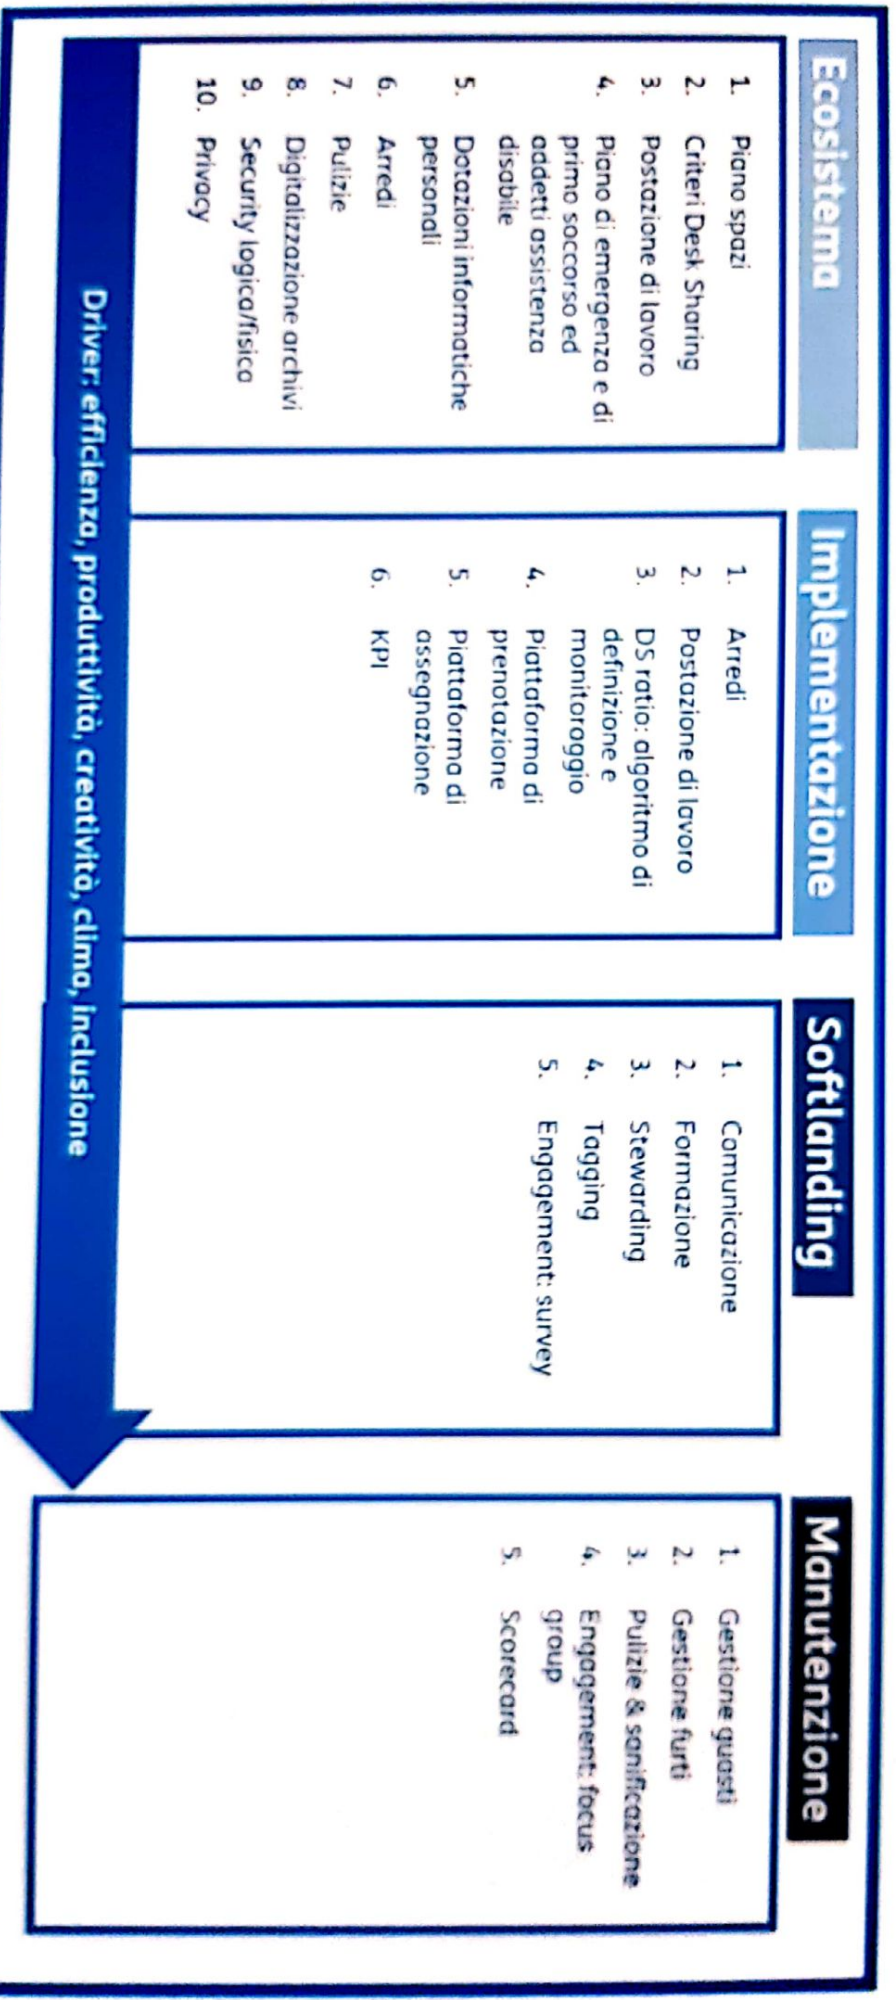 Ecosistema
1. Piano spazi
2. Criteri Desk Sharing
3. Postazione di lavoro
4. Piano di emergenza e di
primo soccorso ed
addetti assistenza
disabile
5. Dotazioni informatiche
personali
6. Arredi
7. Pulizie
8. Digitalizzazione archivi
9. Security logica/fisica
10. Privacy
Implementazione
1. Arredi
2. Postazione di lavoro
3. DS ratio: algoritmo di
definizione e
monitoraggio
4. Piattaforma di
prenotazione
5. Piattaforma di
assegnazione
6. KPI
Softlanding
1. Comunicazione
2. Formazione
3. Stewarding
4. Tagging
5. Engagement: survey
Manutenzione
1. Gestione guasti
2. Gestione furti
3. Pulizie & sanificazione
4. Engagement: focus
group
5. Scorecard
Driver: efficienza, produttività, creatività, clima, inclusione